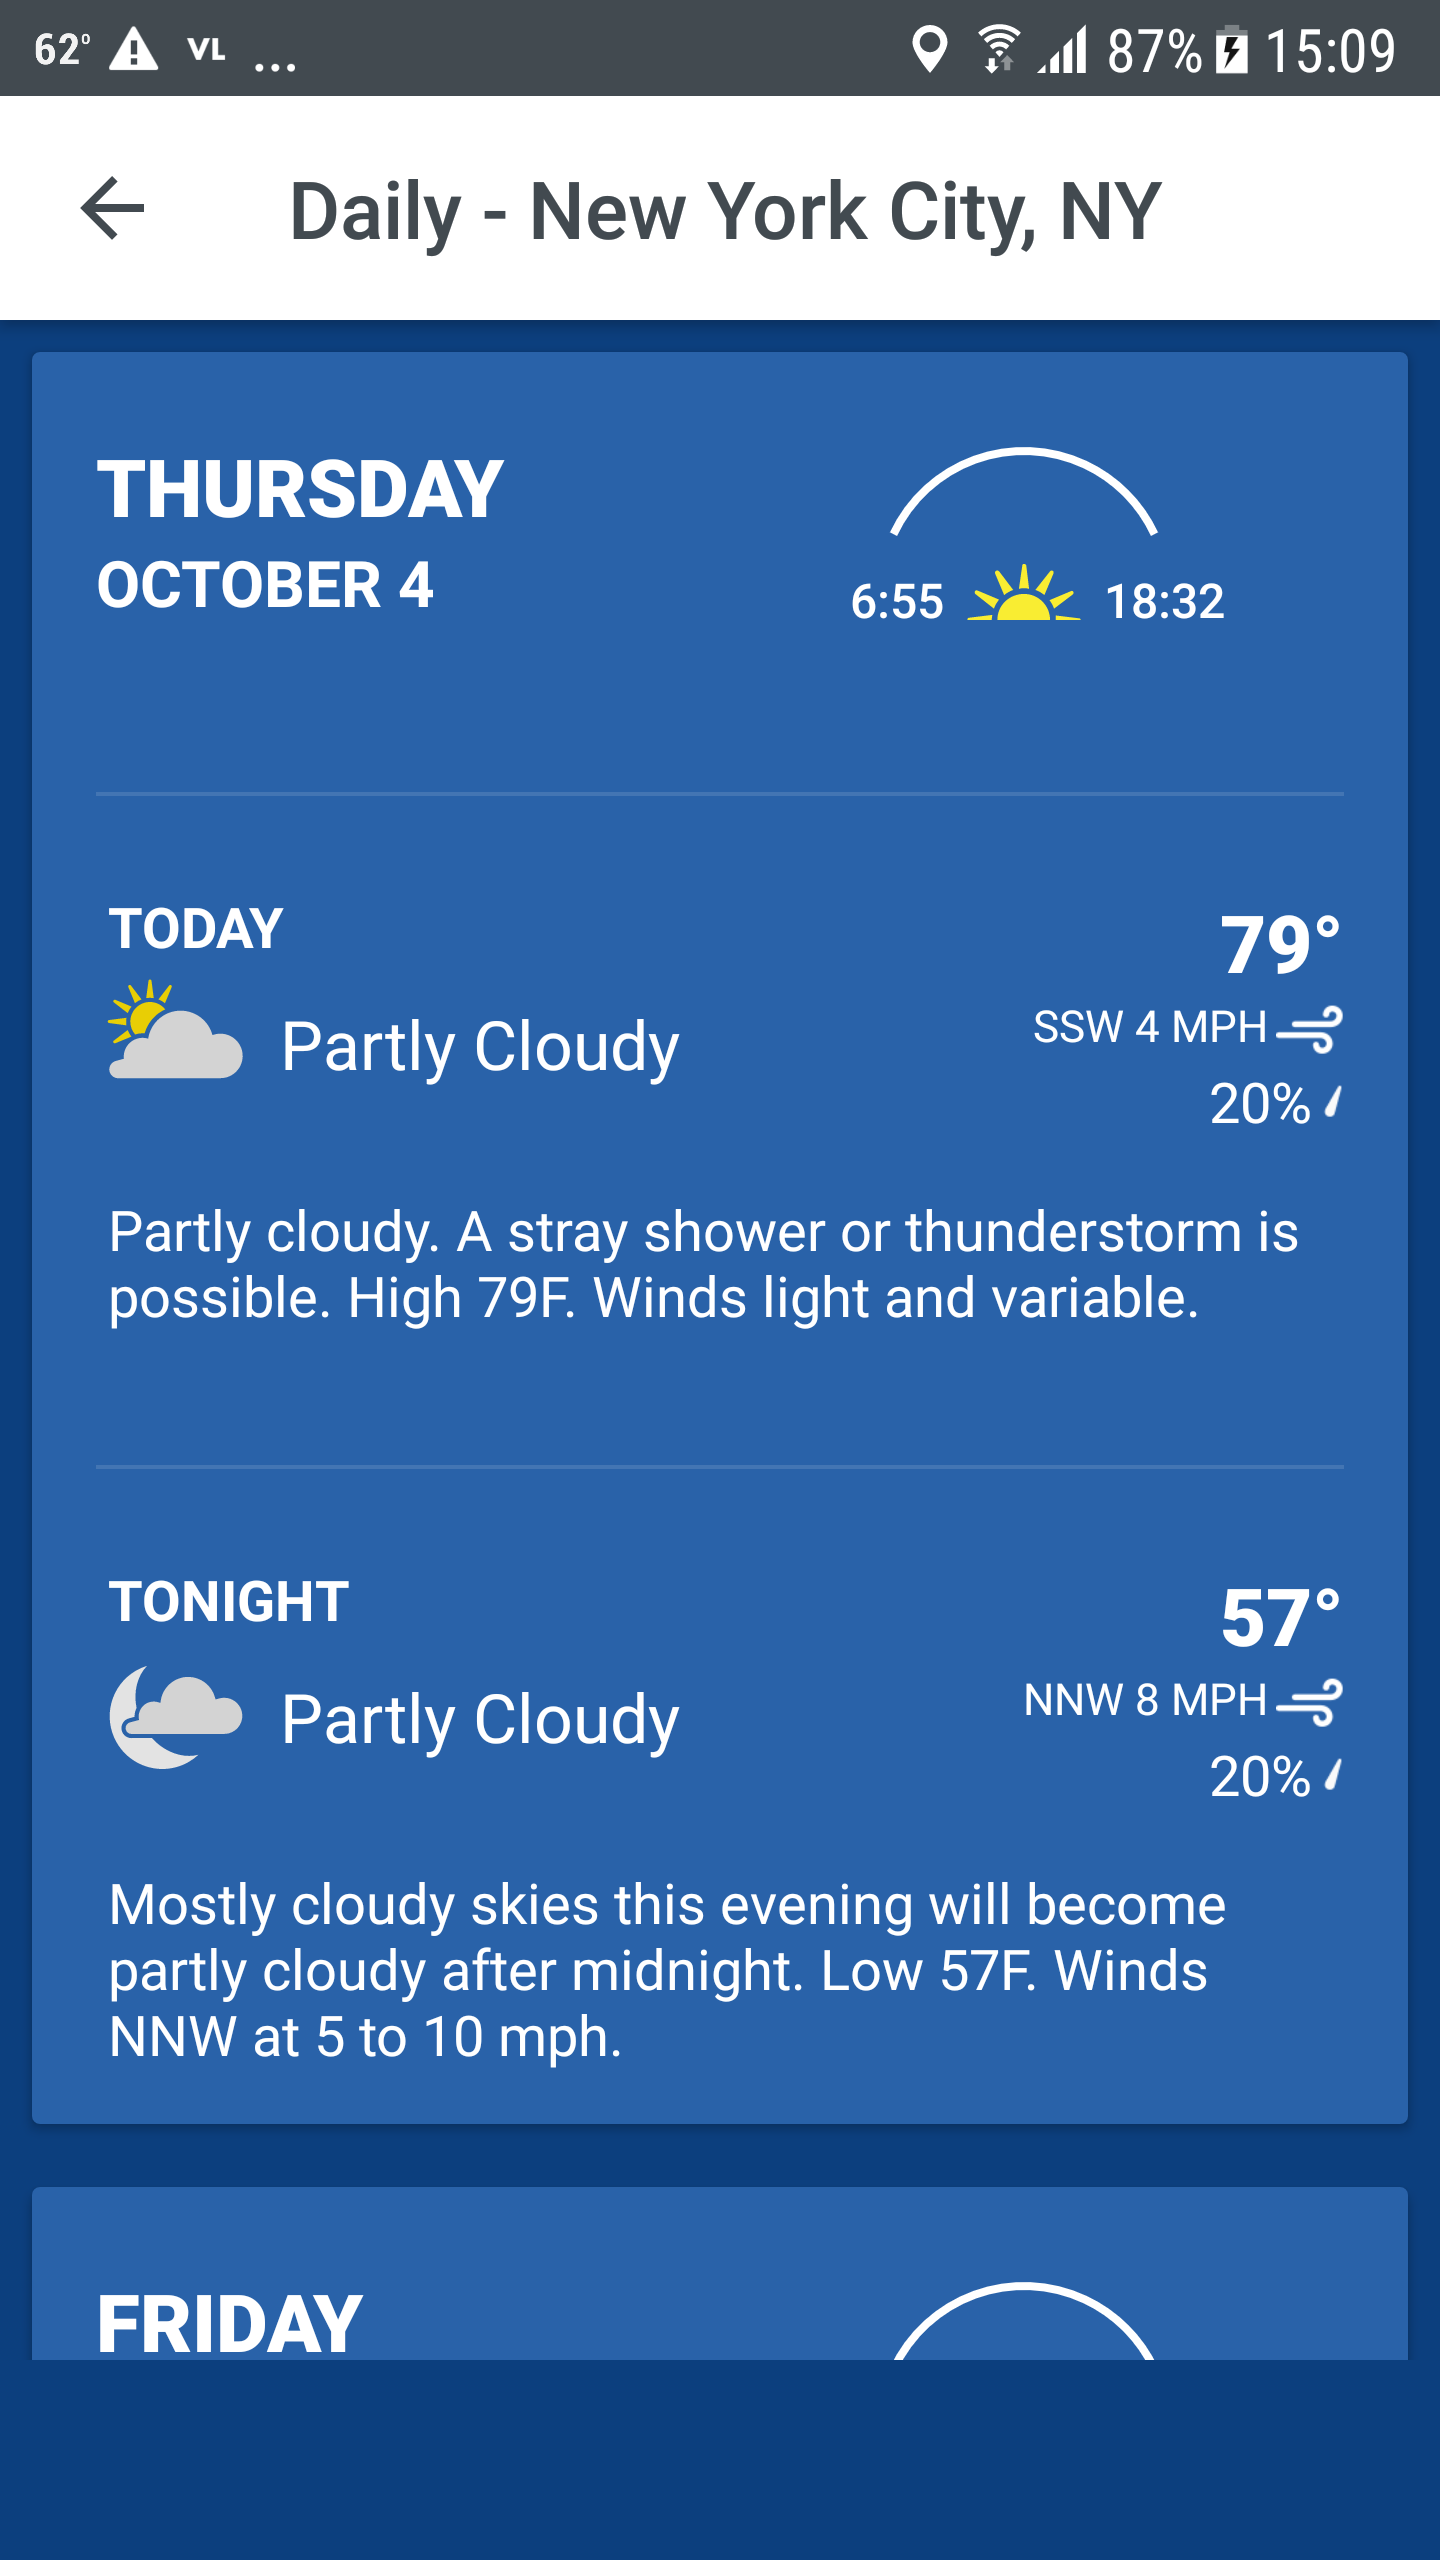 62° VL ... 87% 15:09
Daily - New York City, NY
THURSDAY
OCTOBER 4
6:55 18:32
TODAY
79°
Partly Cloudy
SSW 4 MPH
20%
Partly cloudy. A stray shower or thunderstorm is
possible. High 79F. Winds light and variable.
TONIGHT
57°
Partly Cloudy
NNW 8 MPH
20%
Mostly cloudy skies this evening will become
partly cloudy after midnight. Low 57F. Winds
NNW at 5 to 10 mph.
FRIDAY